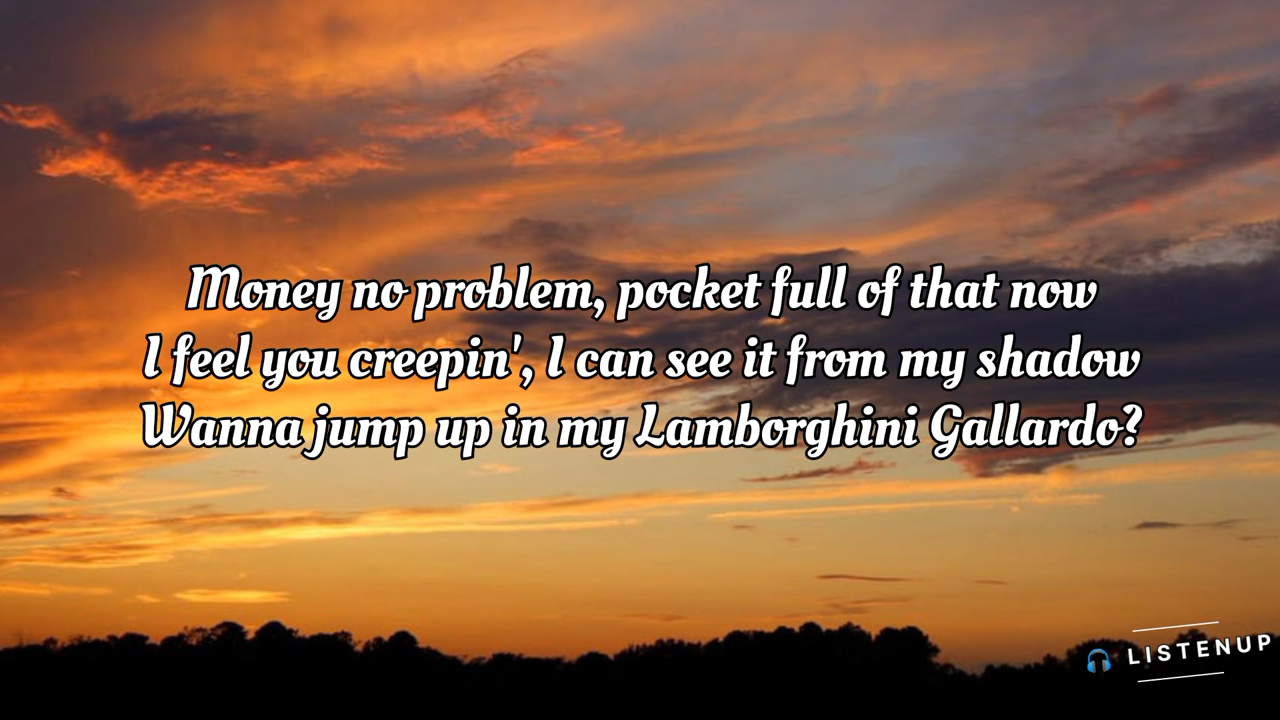 Money no problem, pocket full of that now
I feel you creepin', I can see it from my shadow
Wanna jump up in my Lamborghini Gallardo?
LISTENUP